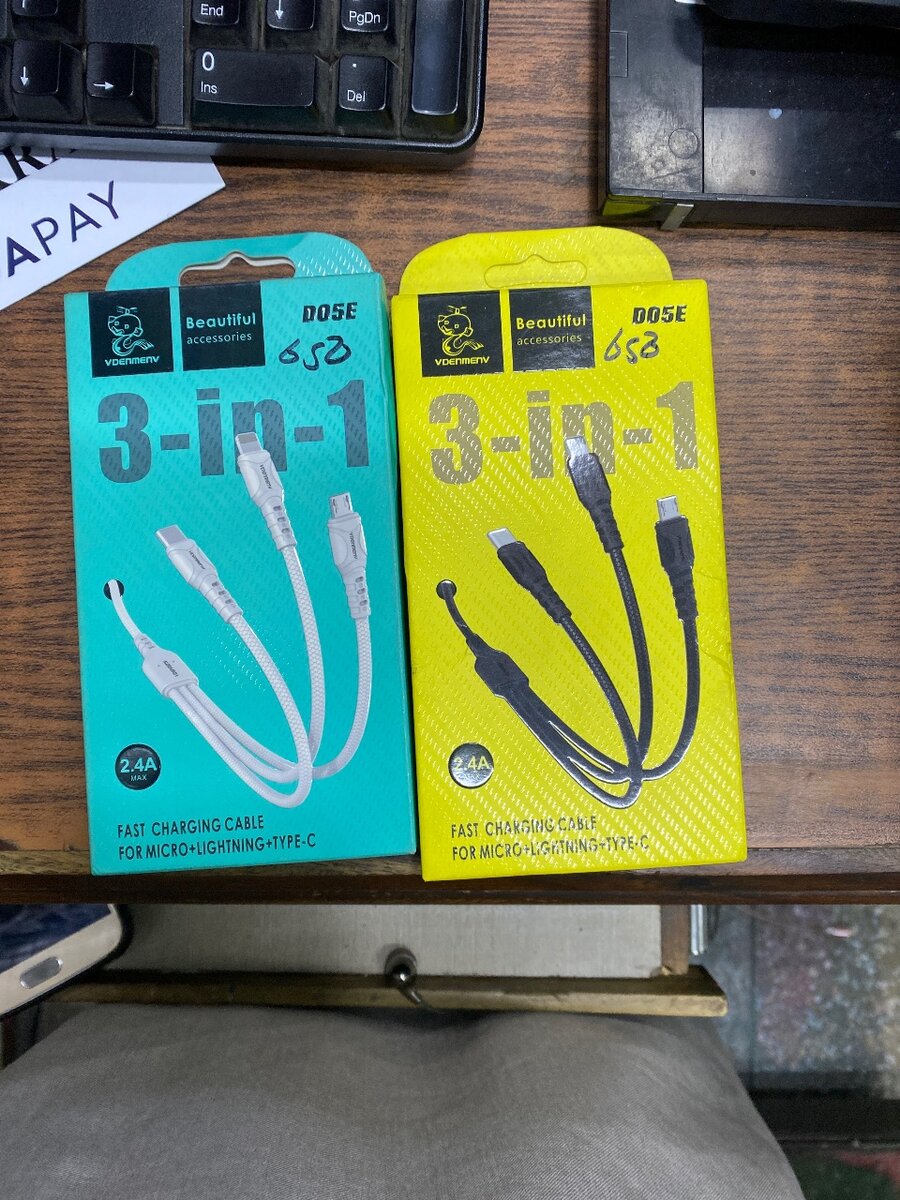 End
PgDn
0
Ins
.
Del
APAY
VDENMENV
Beautiful
accessories
D05E
650
3-in-1
2.4A
MAX
FAST CHARGING CABLE
FOR MICRO+LIGHTNING+TYPE-C
VDENMENV
Beautiful
accessories
D05E
650
3-in-1
2.4A
FAST CHARGING CABLE
FOR MICRO+LIGHTNING+TYPE-C